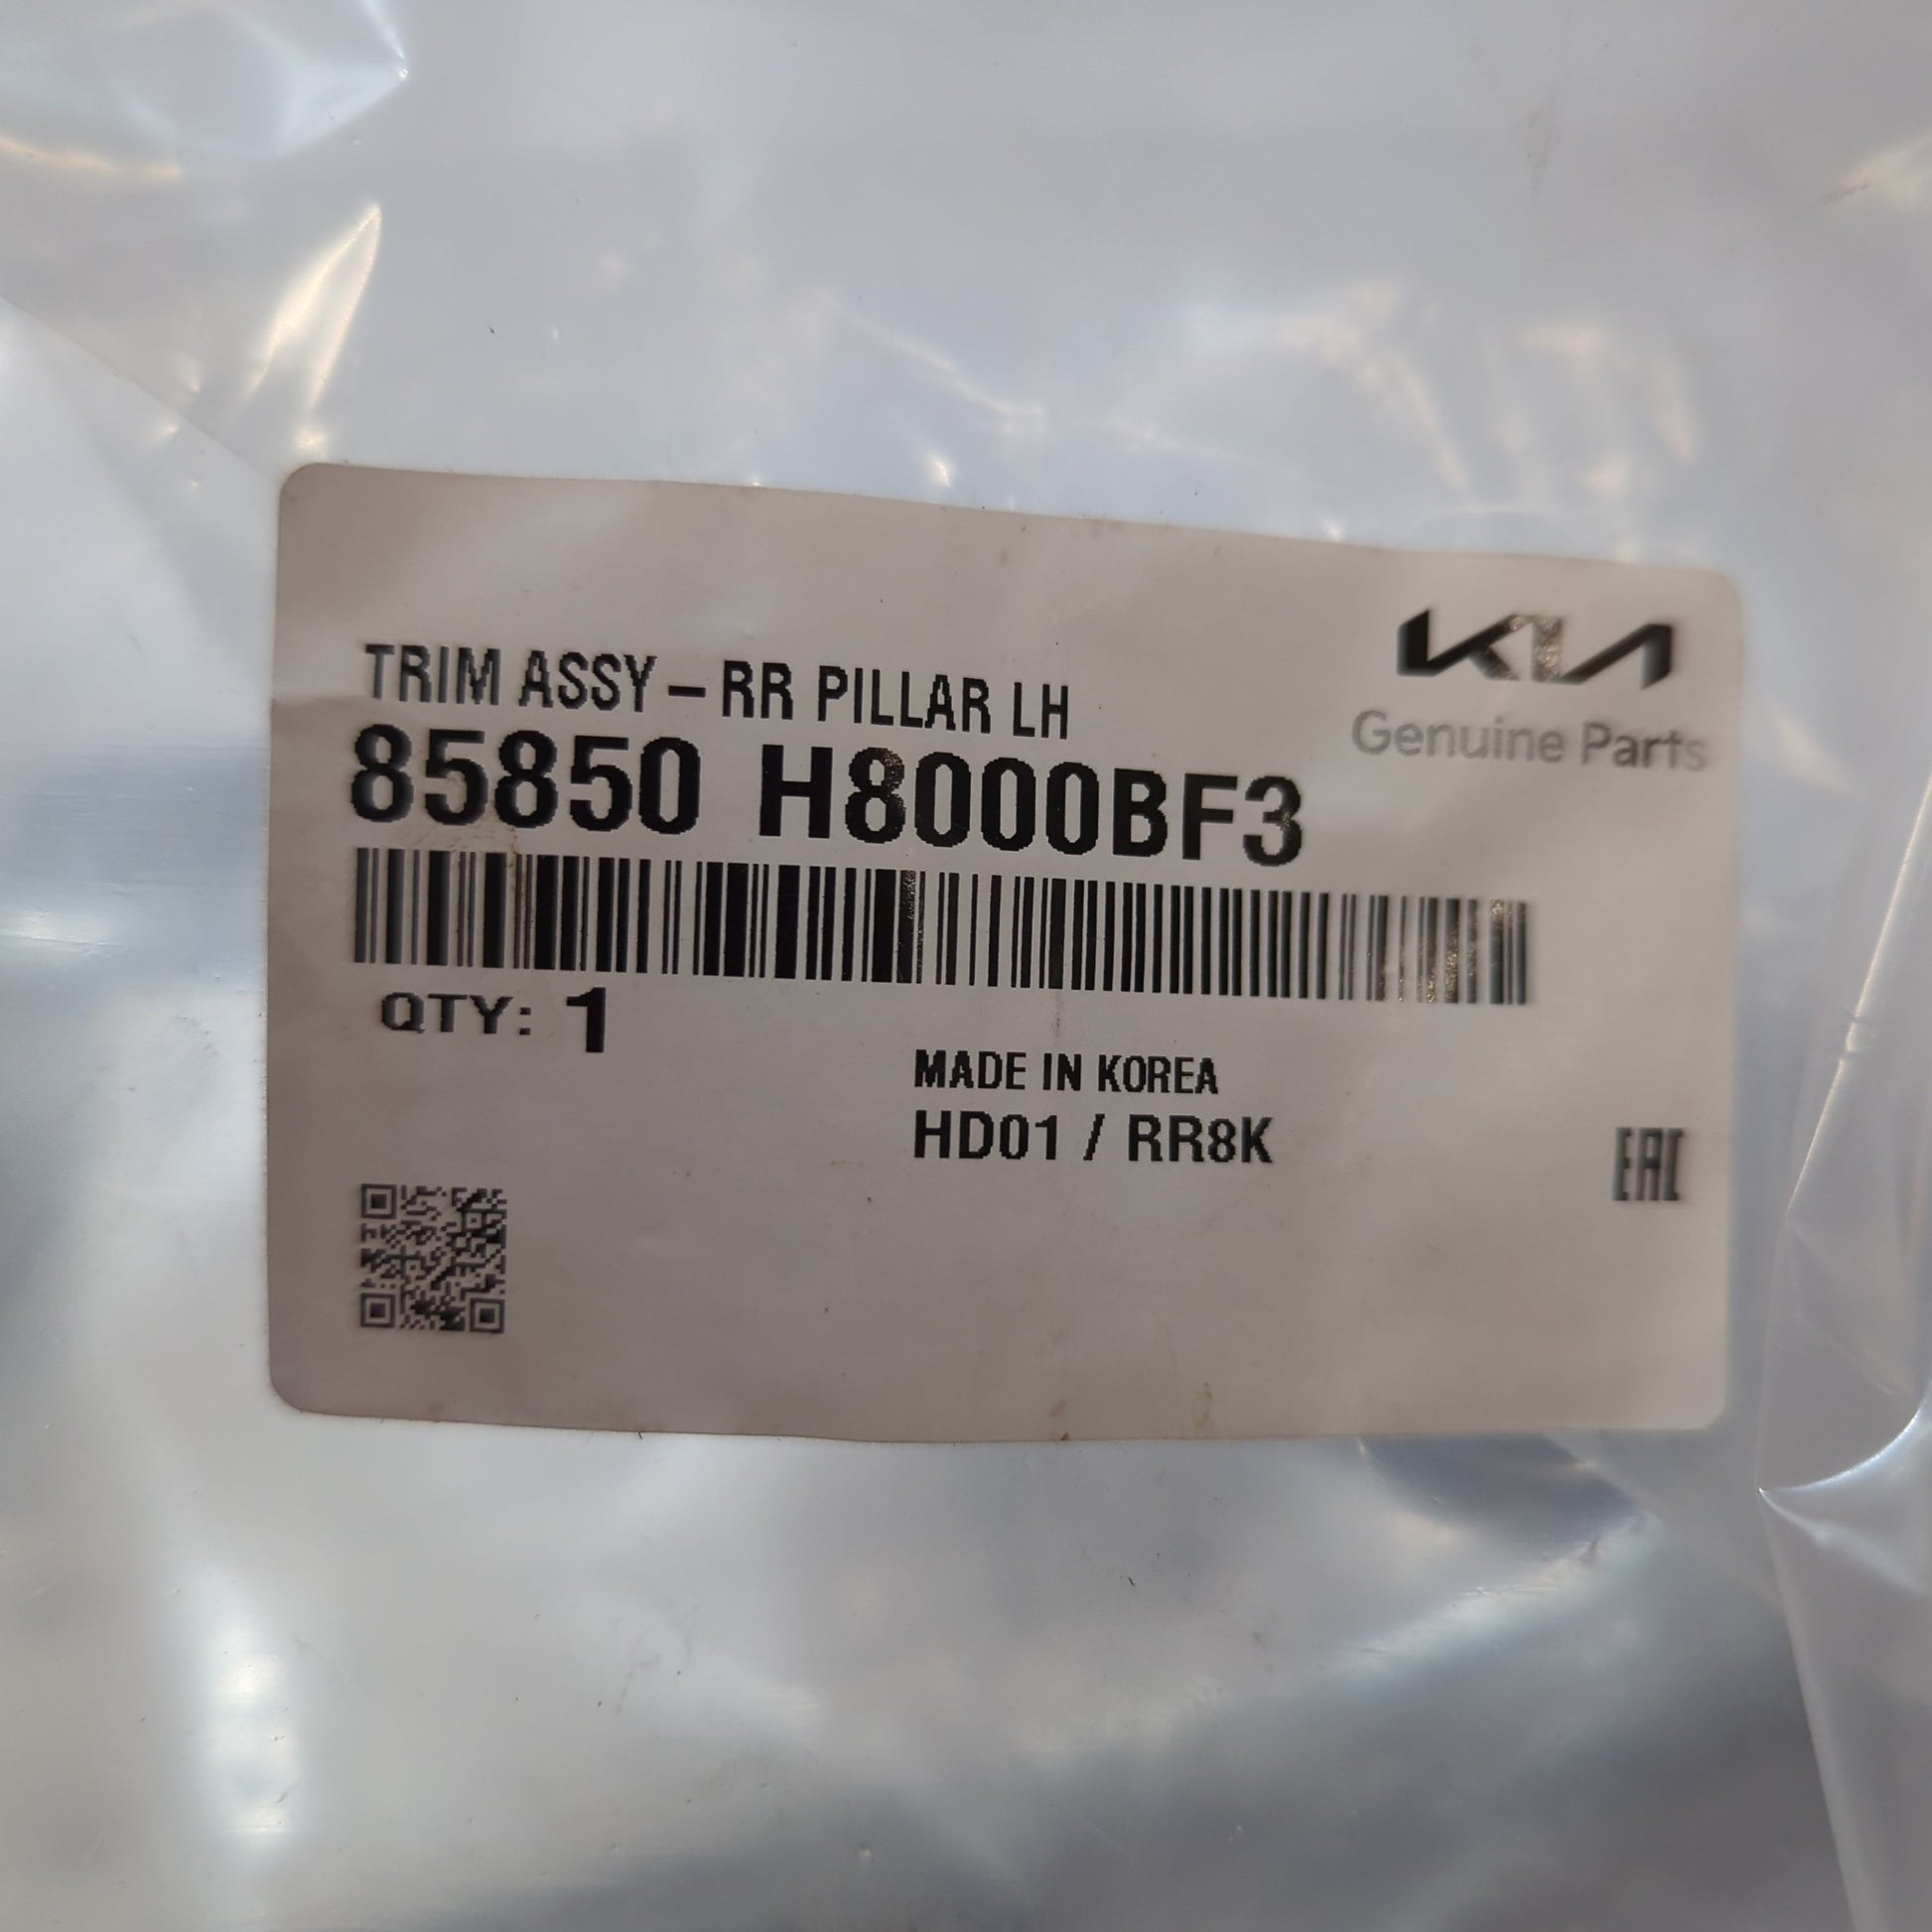 KIA
Genuine Parts
TRIM ASSY – RR PILLAR LH
85850 H8000BF3
QTY: 1
MADE IN KOREA
HD01 / RR8K
EAC